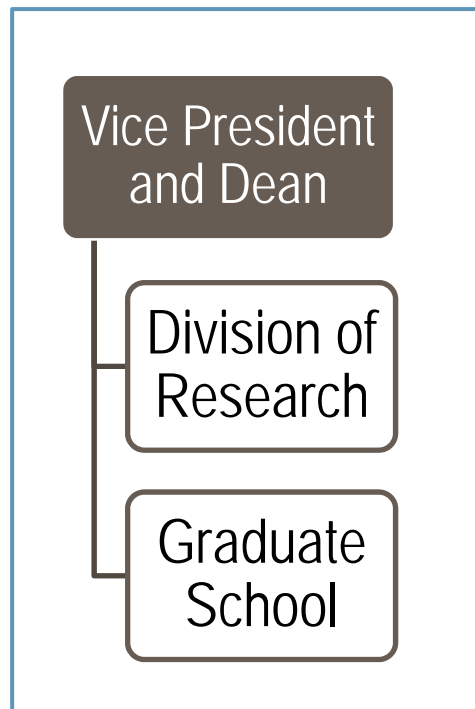 Vice President
and Dean
Division of
Research
Graduate
School